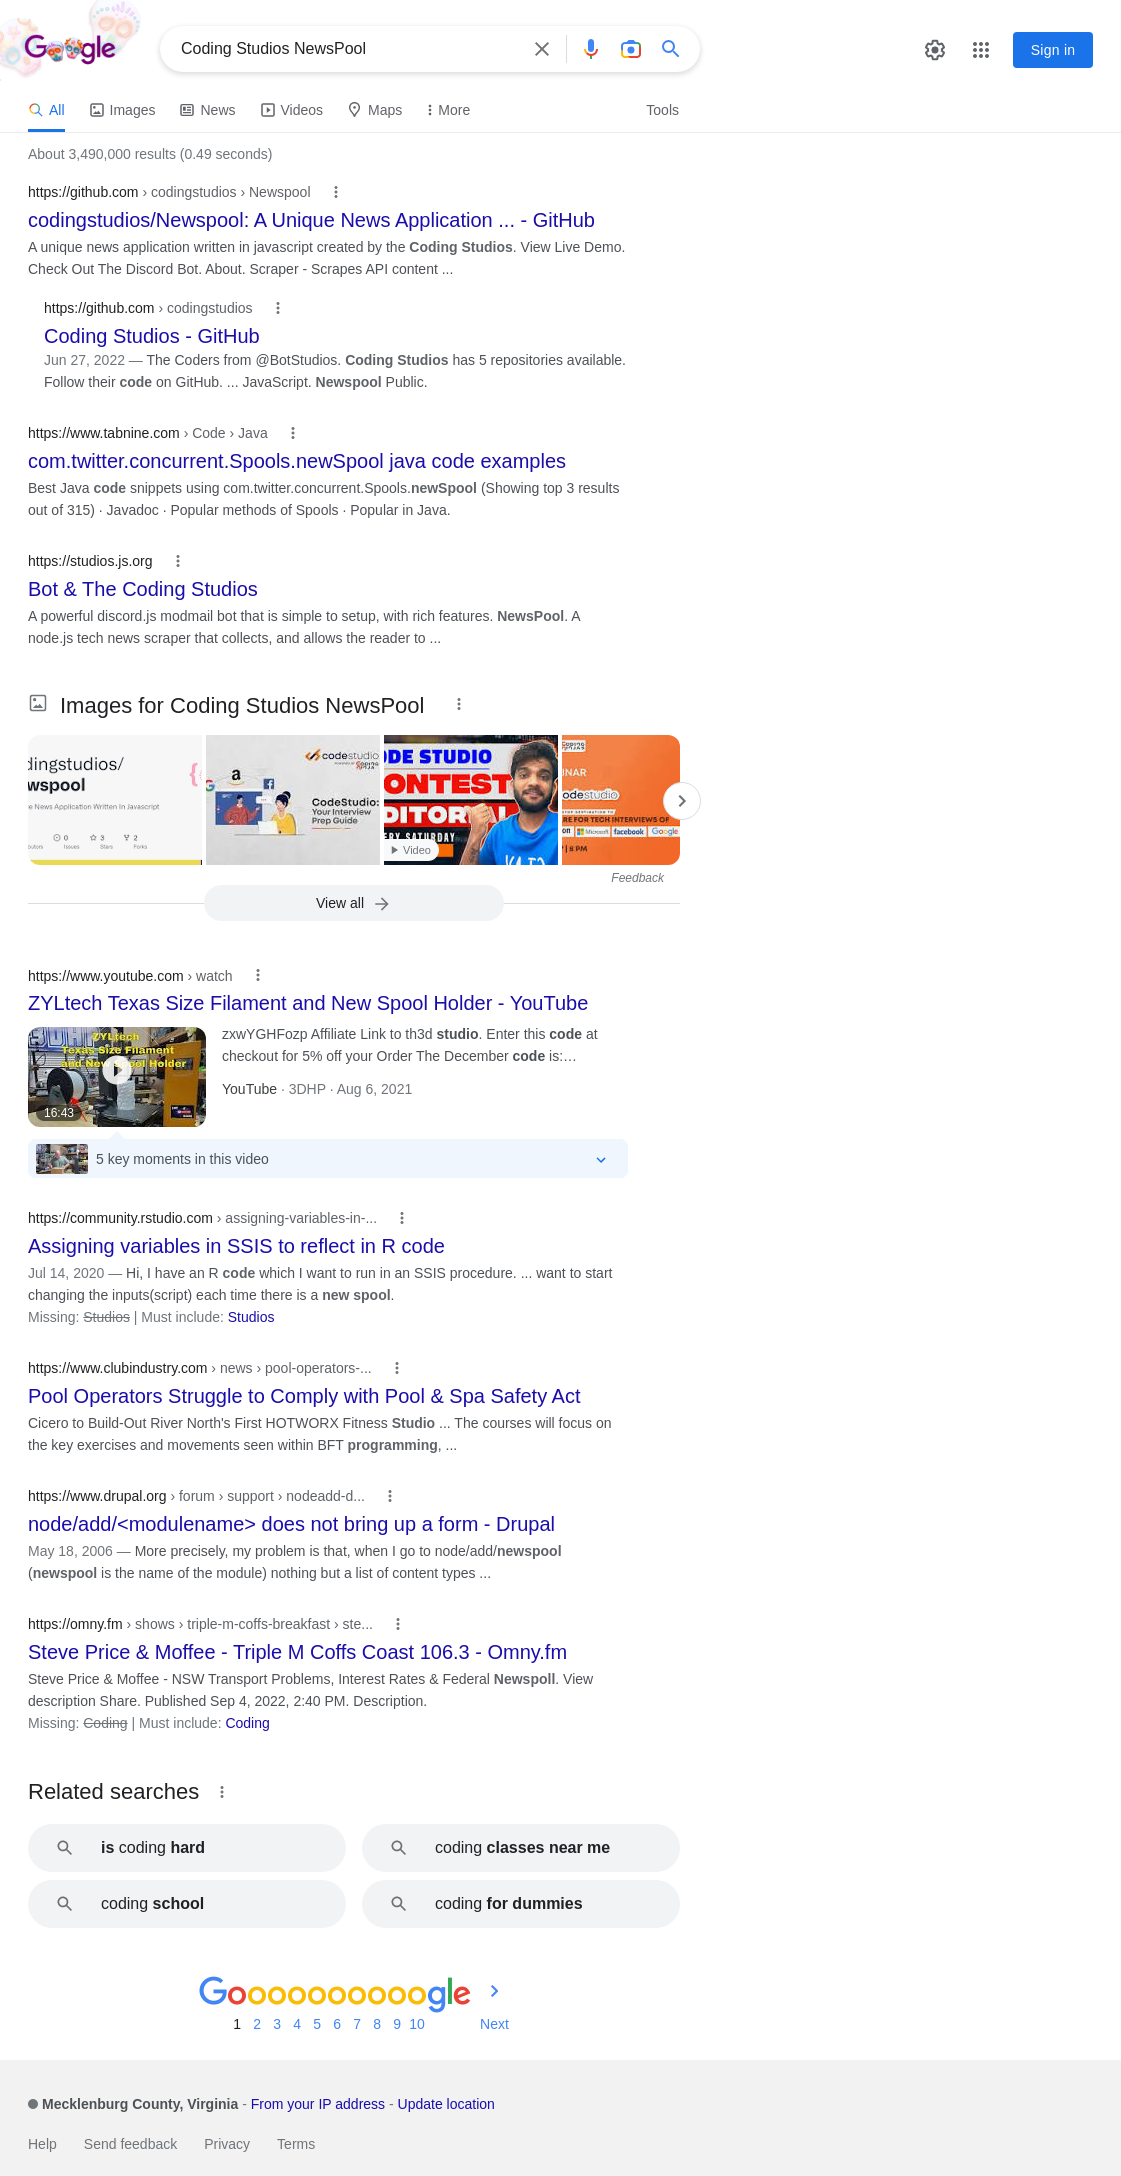 Google
Coding Studios NewsPool
Sign in
All
Images
News
Videos
Maps
More
Tools
About 3,490,000 results (0.49 seconds)
https://github.com › codingstudios › Newspool
codingstudios/Newspool: A Unique News Application ... - GitHub
A unique news application written in javascript created by the Coding Studios. View Live Demo.
Check Out The Discord Bot. About. Scraper - Scrapes API content ...
https://github.com › codingstudios
Coding Studios - GitHub
Jun 27, 2022 — The Coders from @BotStudios. Coding Studios has 5 repositories available.
Follow their code on GitHub. ... JavaScript. Newspool Public.
https://www.tabnine.com › Code › Java
com.twitter.concurrent.Spools.newSpool java code examples
Best Java code snippets using com.twitter.concurrent.Spools.newSpool (Showing top 3 results
out of 315) · Javadoc · Popular methods of Spools · Popular in Java.
https://studios.js.org
Bot & The Coding Studios
A powerful discord.js modmail bot that is simple to setup, with rich features. NewsPool. A
node.js tech news scraper that collects, and allows the reader to ...
Images for Coding Studios NewsPool
dingstudios/
wspool
e News Application Written In Javascript
0
3
2
Issues
Stars
Forks
codestudio
a
CodeStudio:
Your Interview
Prep Guide
ODE STUDIO
ONTEST
DITORIAL
ERY SATURDAY
Video
INAR
odestudio
RE FOR TECH INTERVIEWS OF
on Microsoft facebook Google
| 8 PM
Feedback
View all
https://www.youtube.com › watch
ZYLtech Texas Size Filament and New Spool Holder - YouTube
ZYLtech
Texas Size Filament
and New Spool Holder
16:43
zxwYGHFozp Affiliate Link to th3d studio. Enter this code at
checkout for 5% off your Order The December code is:…
YouTube · 3DHP · Aug 6, 2021
5 key moments in this video
https://community.rstudio.com › assigning-variables-in-...
Assigning variables in SSIS to reflect in R code
Jul 14, 2020 — Hi, I have an R code which I want to run in an SSIS procedure. ... want to start
changing the inputs(script) each time there is a new spool.
Missing: Studios | Must include: Studios
https://www.clubindustry.com › news › pool-operators-...
Pool Operators Struggle to Comply with Pool & Spa Safety Act
Cicero to Build-Out River North's First HOTWORX Fitness Studio ... The courses will focus on
the key exercises and movements seen within BFT programming, ...
https://www.drupal.org › forum › support › nodeadd-d...
node/add/<modulename> does not bring up a form - Drupal
May 18, 2006 — More precisely, my problem is that, when I go to node/add/newspool
(newspool is the name of the module) nothing but a list of content types ...
https://omny.fm › shows › triple-m-coffs-breakfast › ste...
Steve Price & Moffee - Triple M Coffs Coast 106.3 - Omny.fm
Steve Price & Moffee - NSW Transport Problems, Interest Rates & Federal Newspoll. View
description Share. Published Sep 4, 2022, 2:40 PM. Description.
Missing: Coding | Must include: Coding
Related searches
is coding hard
coding classes near me
coding school
coding for dummies
Goooooooooogle
1 2 3 4 5 6 7 8 9 10 Next
Mecklenburg County, Virginia - From your IP address - Update location
Help Send feedback Privacy Terms